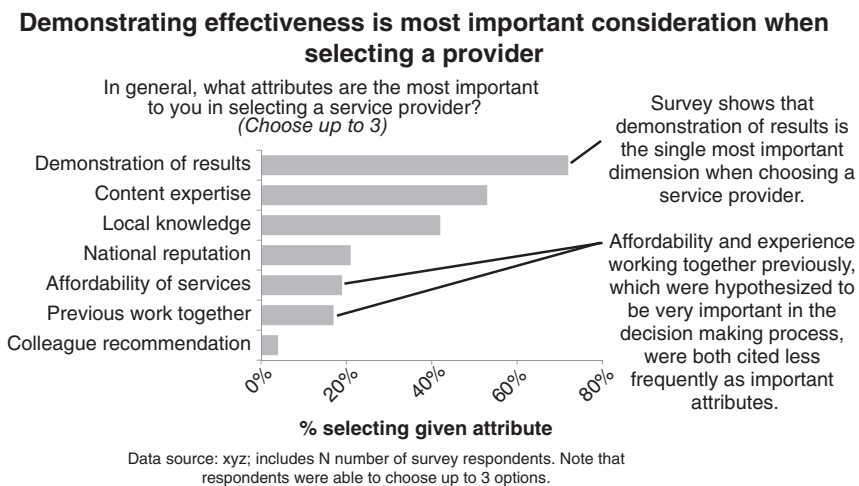 Demonstrating effectiveness is most important consideration when
selecting a provider
In general, what attributes are the most important
to you in selecting a service provider?
(Choose up to 3)
Demonstration of results
Content expertise
Local knowledge
National reputation
Affordability of services
Previous work together
Colleague recommendation
0%
20%
40%
60%
80%
% selecting given attribute
Survey shows that
demonstration of results is
the single most important
dimension when choosing a
service provider.
Affordability and experience
working together previously,
which were hypothesized to
be very important in the
decision making process,
were both cited less
frequently as important
attributes.
Data source: xyz; includes N number of survey respondents. Note that
respondents were able to choose up to 3 options.